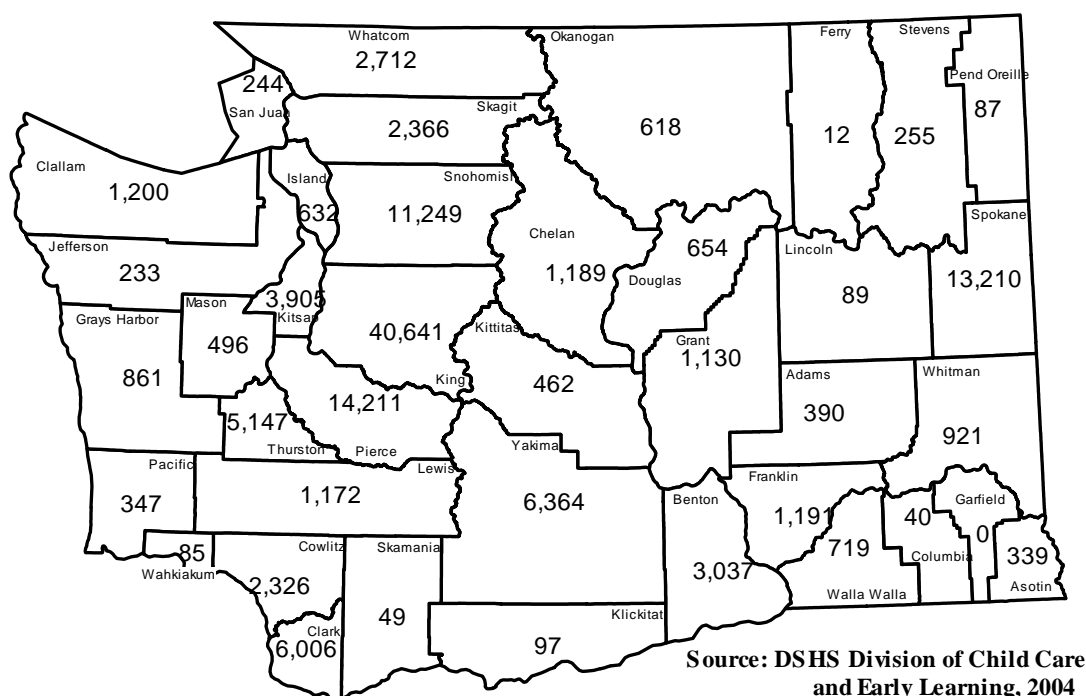 Whatcom
2,712
Okanogan
618
Ferry
12
Stevens
255
Pend Oreille
87
244
San Juan
Skagit
2,366
Clallam
1,200
Island
632
Snohomis
11,249
Chelan
1,189
654
Douglas
Lincoln
89
Spokane
13,210
Jefferson
233
Mason
496
3,905
Kitsap
40,641
King
Kittitas
462
Grant
1,130
Grays Harbor
861
5,147
Thurston
14,211
Pierce
Adams
390
Whitman
921
Pacific
347
Lewis
1,172
Yakima
6,364
Benton
3,037
Franklin
1,191
719
Walla Walla
40
Columbia
Garfield
0
339
Asotin
85
Wahkiakum
Cowlitz
2,326
Skamania
49
Clark
6,006
Klickitat
97
Source: DSHS Division of Child Care
and Early Learning, 2004